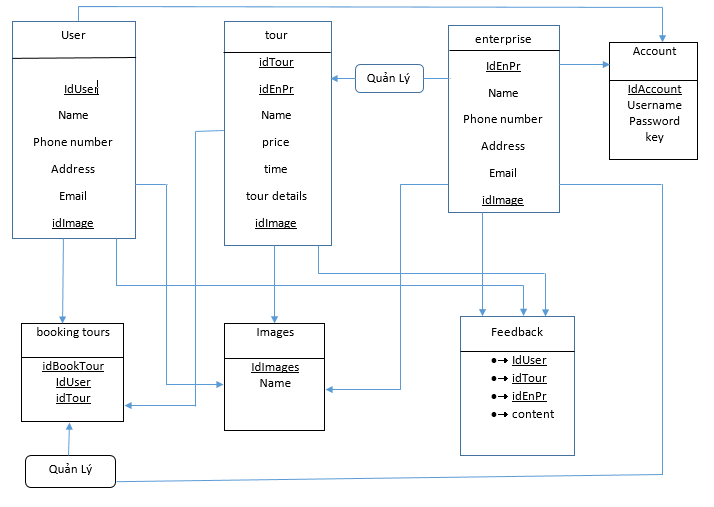 User
IdUser
Name
Phone number
Address
Email
idImage
tour
idTour
idEnPr
Name
price
time
tour details
idImage
Quản Lý
enterprise
IdEnPr
Name
Phone number
Address
Email
idImage
Account
IdAccount
Username
Password
key
booking tours
idBookTour
IdUser
idTour
Images
IdImages
Name
Feedback
IdUser
idTour
idEnPr
content
Quản Lý